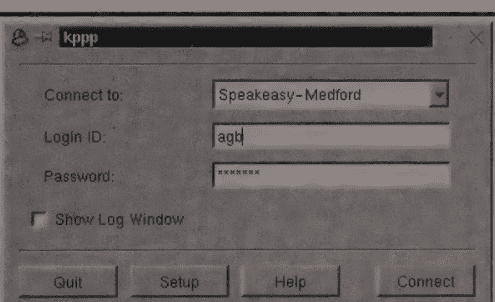 kppp
Connect to:
Speakeasy-Medford
Login ID:
agb
Password:
*******
Show Log Window
Quit
Setup
Help
Connect